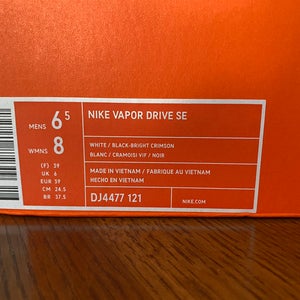 MENS 6.5
WMNS 8
(F) 39
UK 6
EUR 39
CM 24.5
BR 37.5
NIKE VAPOR DRIVE SE
WHITE / BLACK-BRIGHT CRIMSON
BLANC / CRAMOISI VIF / NOIR
MADE IN VIETNAM / FABRIQUE AU VIETNAM
HECHO EN VIETNAM
DJ4477 121
NIKE.COM